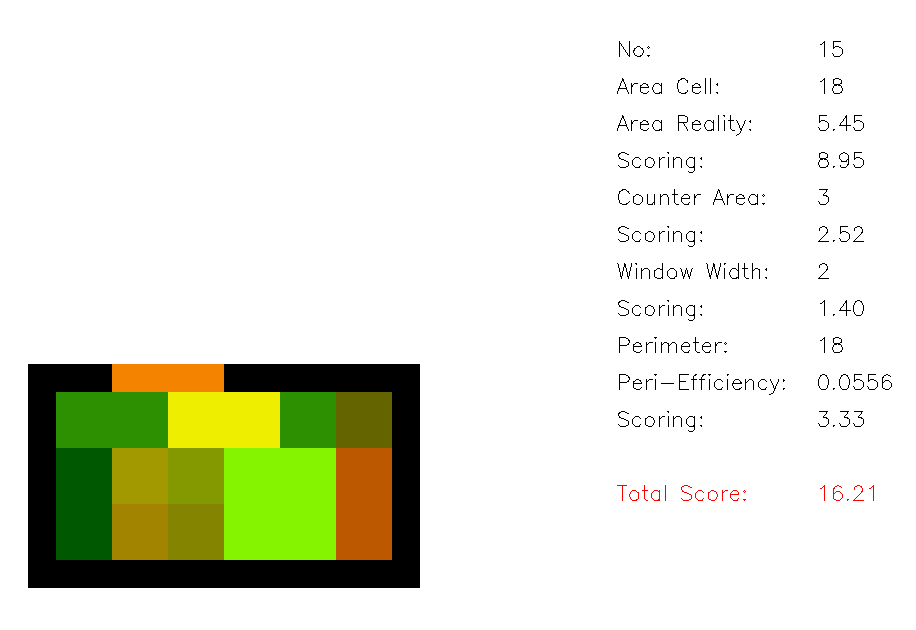 No: 15
Area Cell: 18
Area Reality: 5.45
Scoring: 8.95
Counter Area: 3
Scoring: 2.52
Window Width: 2
Scoring: 1.40
Perimeter: 18
Peri-Efficiency: 0.0556
Scoring: 3.33
Total Score: 16.21